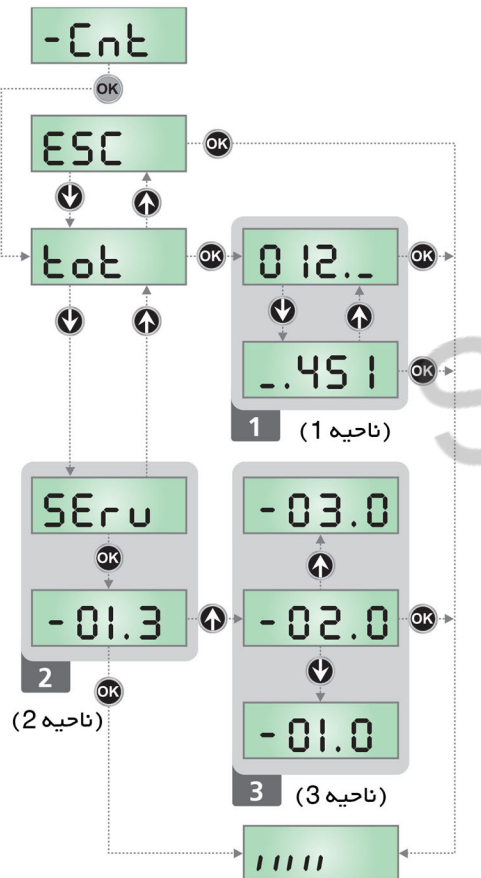 -Cnt
OK
ESC OK
tot OK 012._ OK
_.451 OK
1 (ناحیه 1)
SEru -03.0
OK
-01.3 -02.0 OK
2
OK
(ناحیه 2)
-01.0
3 (ناحیه 3)